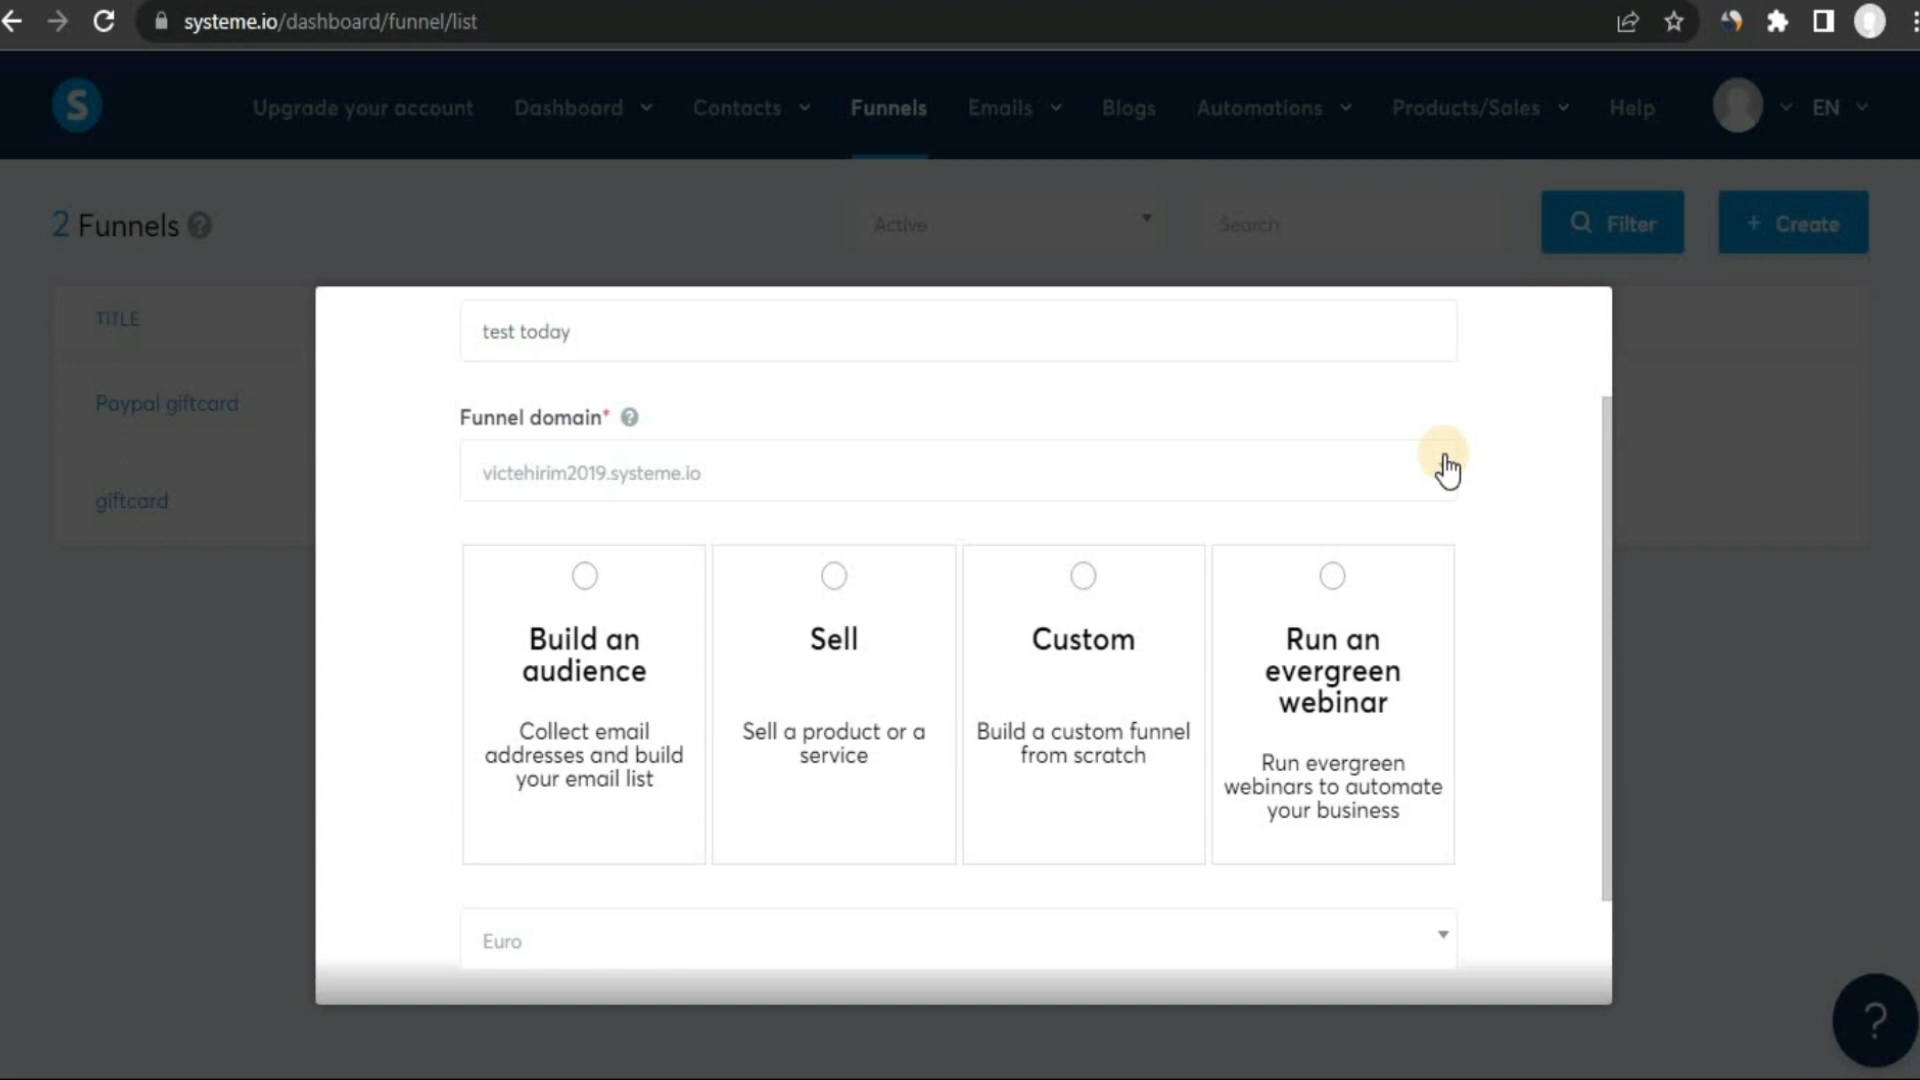 systeme.io/dashboard/funnel/list
S
Upgrade your account
Dashboard
Contacts
Funnels
Emails
Blogs
Automations
Products/Sales
Help
EN
2 Funnels ?
Active
Search
Filter
+ Create
TITLE
Paypal giftcard
giftcard
test today
Funnel domain* ?
victehirim2019.systeme.io
Build an
audience
Collect email
addresses and build
your email list
Sell
Sell a product or a
service
Custom
Build a custom funnel
from scratch
Run an
evergreen
webinar
Run evergreen
webinars to automate
your business
Euro
?